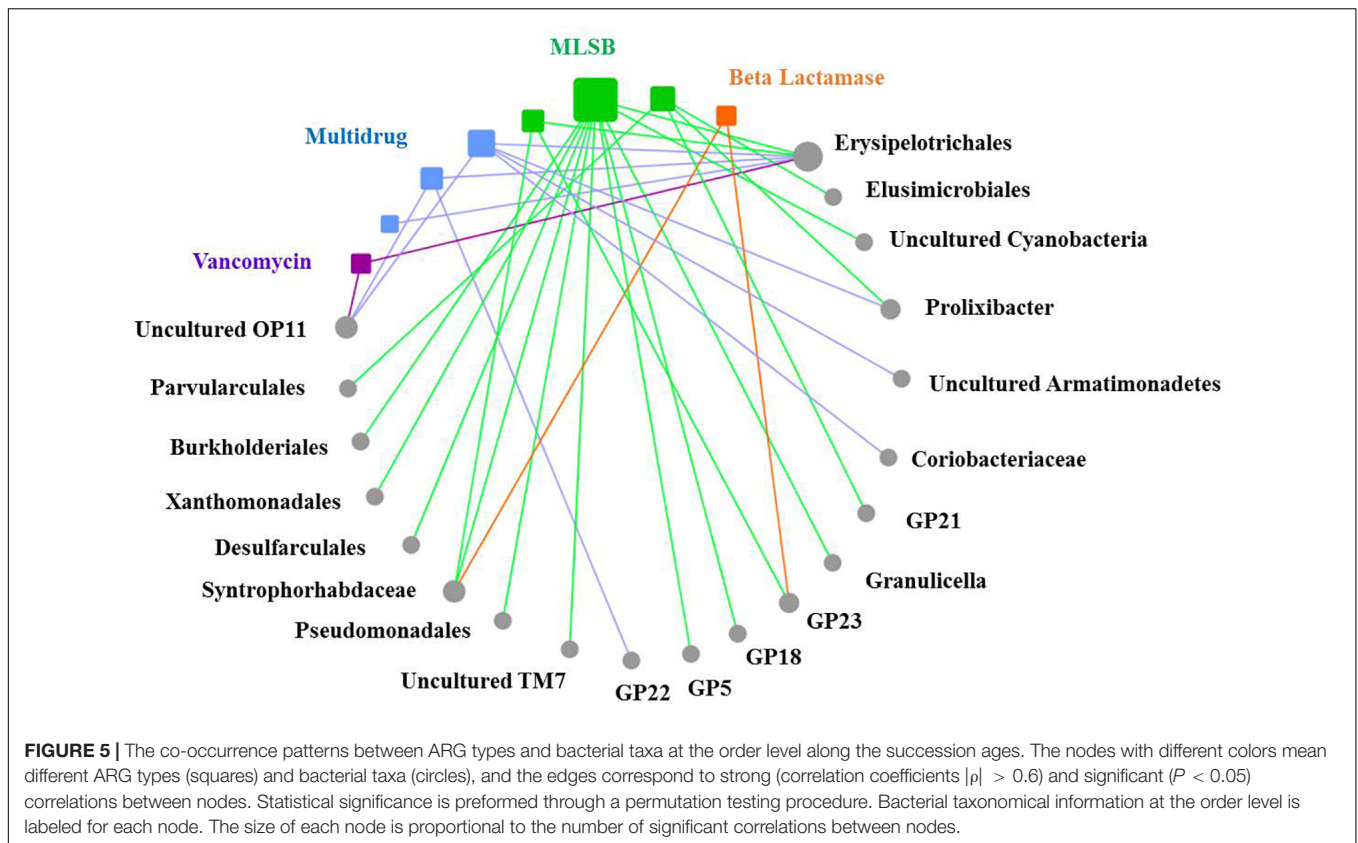 MLSB
Beta Lactamase
Multidrug
Erysipelotrichales
Elusimicrobiales
Uncultured Cyanobacteria
Vancomycin
Prolixibacter
Uncultured OP11
Uncultured Armatimonadetes
Parvularculales
Burkholderiales
Coriobacteriaceae
Xanthomonadales
GP21
Desulfarculales
Granulicella
Syntrophorhabdaceae
GP23
Pseudomonadales
GP18
Uncultured TM7
GP22
GP5
FIGURE 5 | The co-occurrence patterns between ARG types and bacterial taxa at the order level along the succession ages. The nodes with different colors mean
different ARG types (squares) and bacterial taxa (circles), and the edges correspond to strong (correlation coefficients |ρ| > 0.6) and significant (P < 0.05)
correlations between nodes. Statistical significance is preformed through a permutation testing procedure. Bacterial taxonomical information at the order level is
labeled for each node. The size of each node is proportional to the number of significant correlations between nodes.